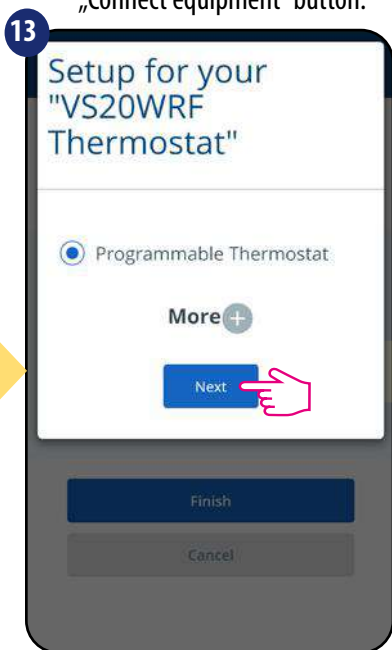 „Connect equipment" button.
13
Setup for your
"VS20WRF
Thermostat"
Programmable Thermostat
More +
Next
Finish
Cancel